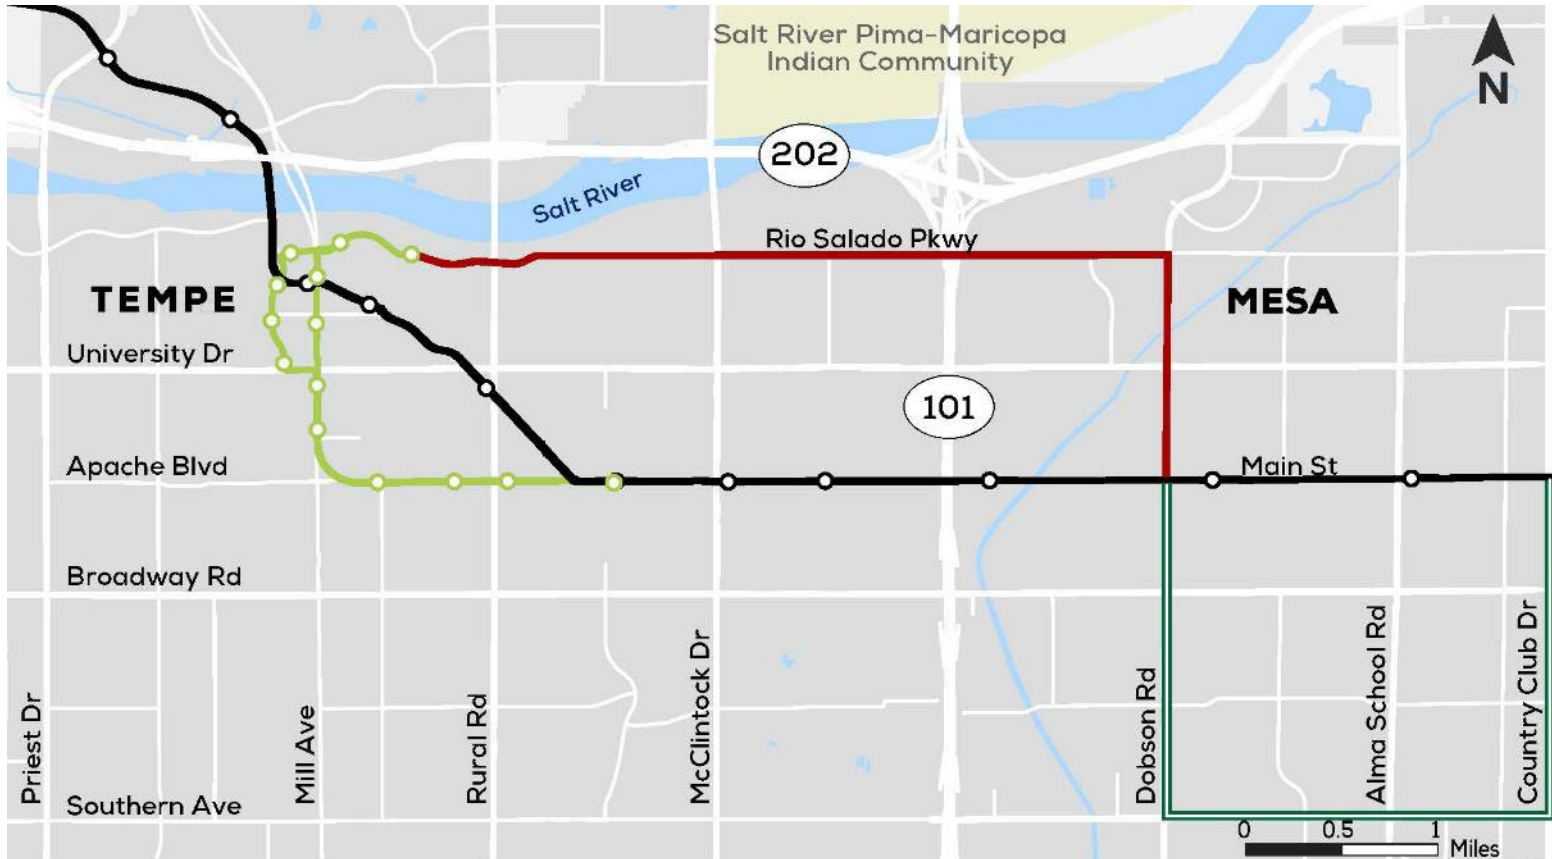 Salt River Pima-Maricopa
Indian Community
N
202
Salt River
Rio Salado Pkwy
TEMPE
MESA
University Dr
101
Apache Blvd
Main St
Broadway Rd
Priest Dr
Mill Ave
Rural Rd
McClintock Dr
Dobson Rd
Alma School Rd
Country Club Dr
Southern Ave
0 0.5 1
Miles